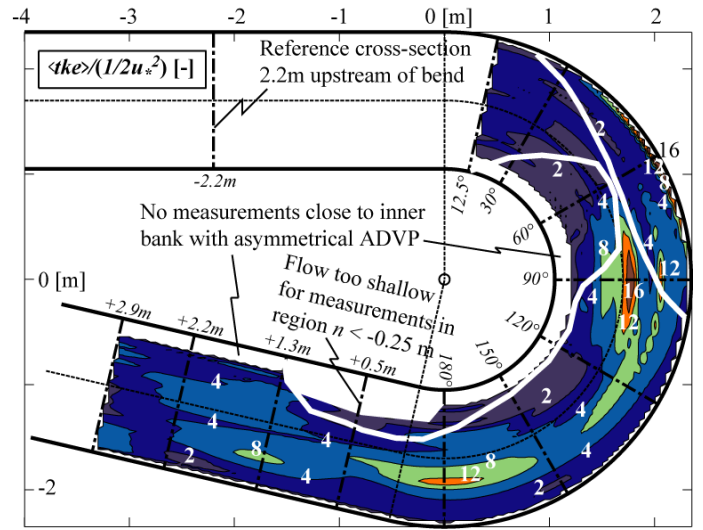 -4 -3 -2 -1 0 [m] 1 2
<tke>/(1/2u*²) [-]
Reference cross-section
2.2m upstream of bend
-2.2m
2
16
12
8
4
2
4
12.5°
30°
60°
90°
120°
150°
180°
No measurements close to inner
bank with asymmetrical ADVP
Flow too shallow
for measurements in
region n < -0.25 m
0 [m]
8
4
12
4
16
12
+2.9m
+2.2m
+1.3m
+0.5m
4
4
4
2
8
4
12
8
2
4
2
-2